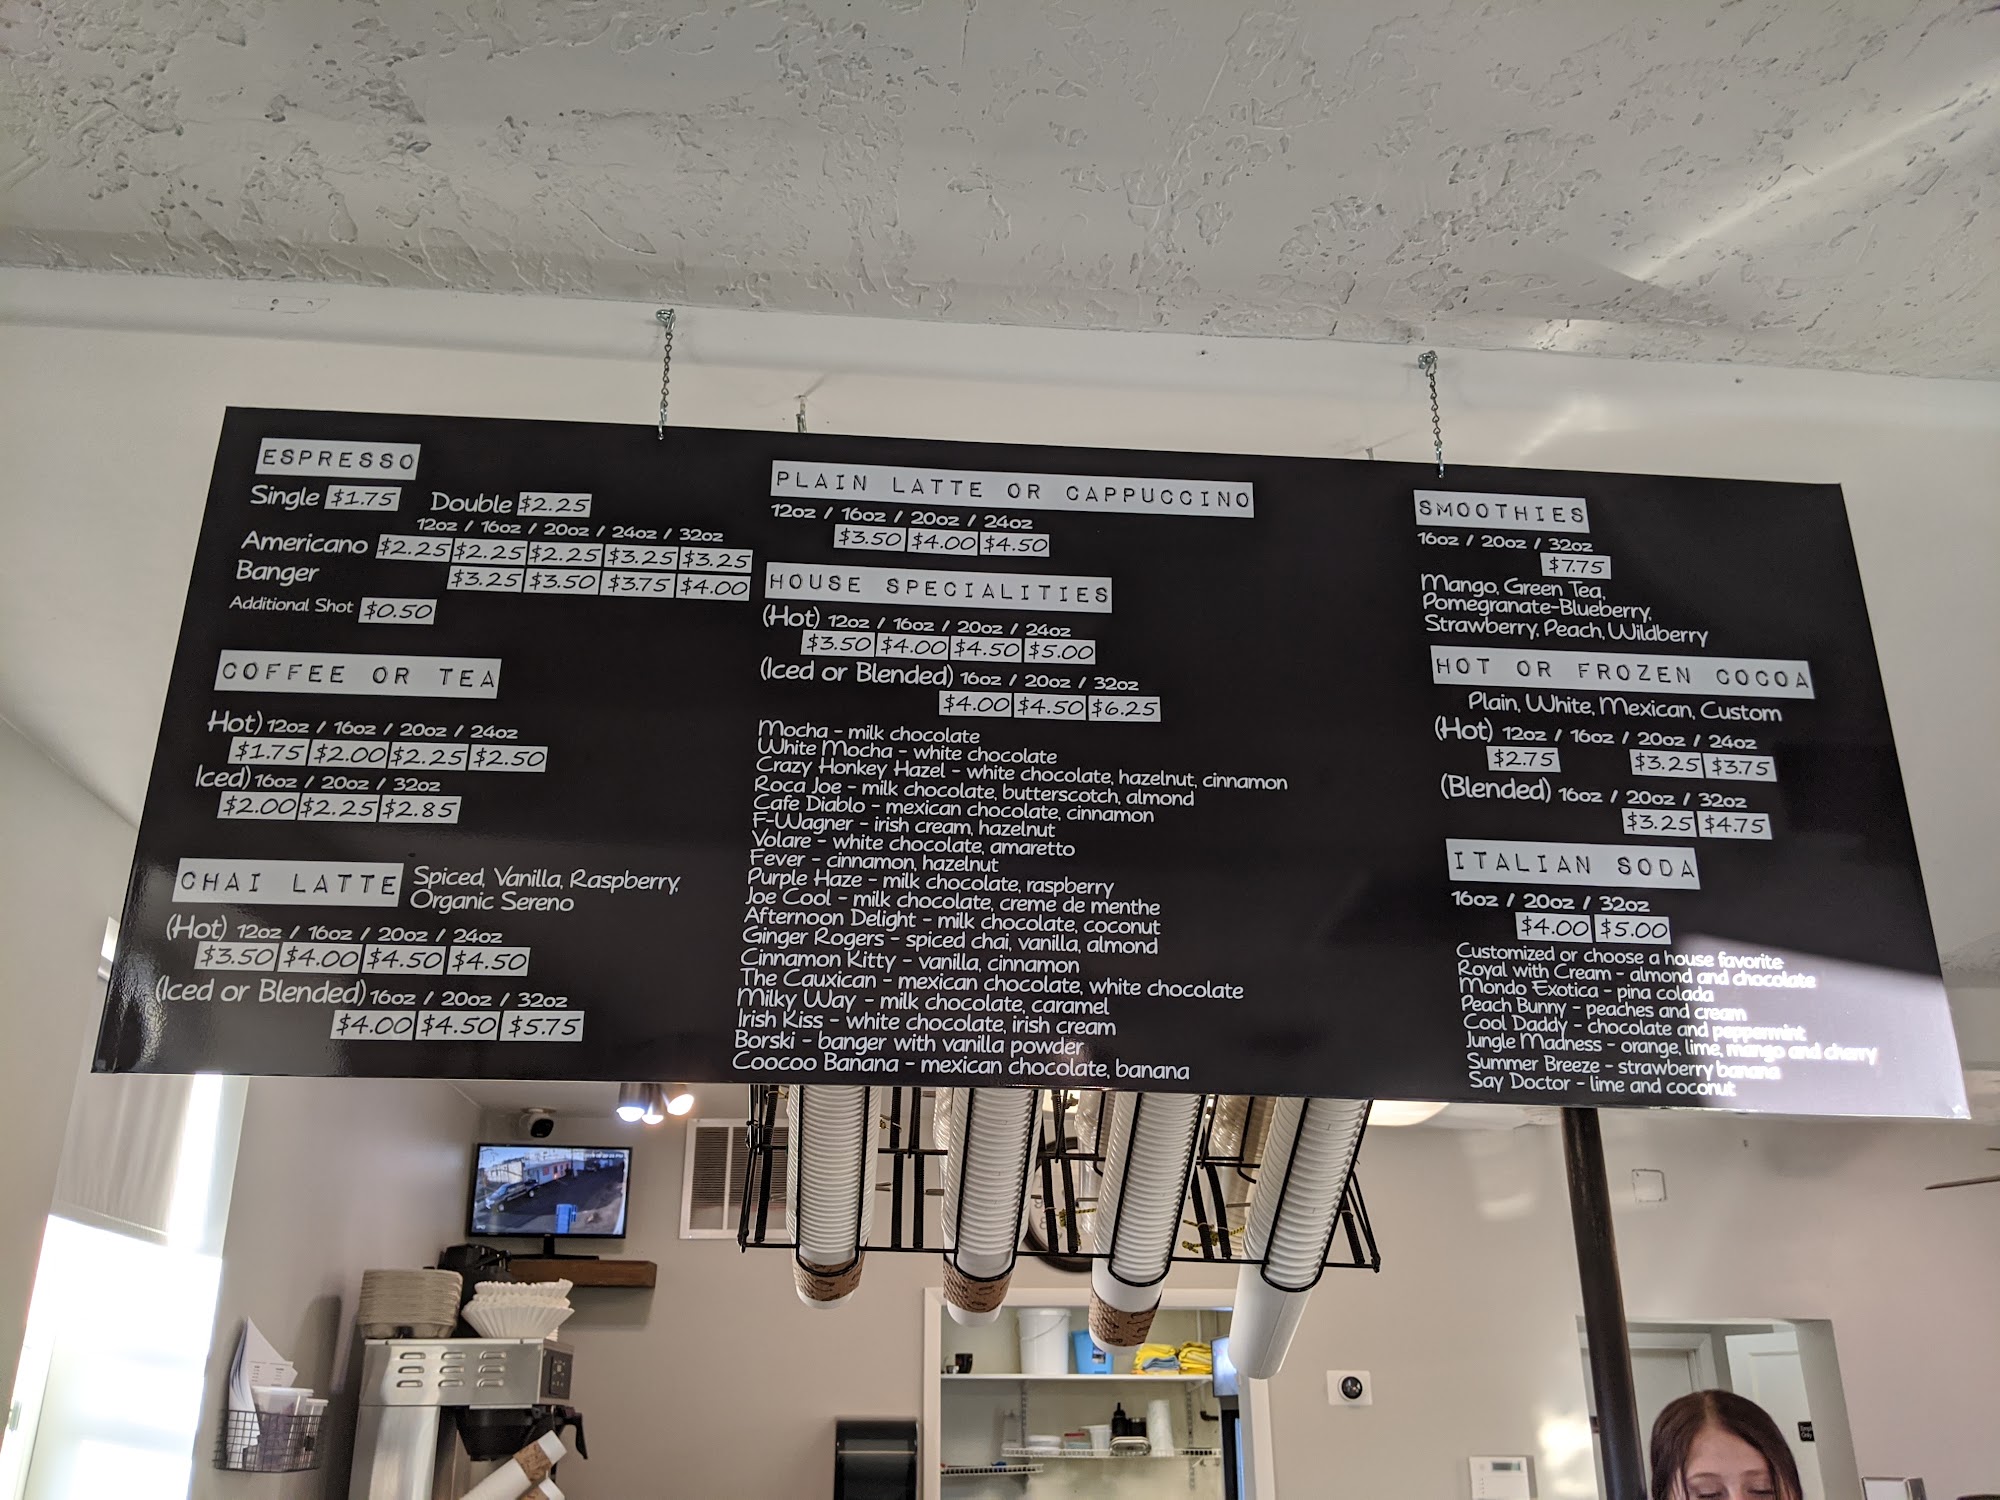 ESPRESSO
Single $1.75 Double $2.25
12oz / 16oz / 20oz / 24oz / 32oz
Americano $2.25 $2.25 $2.25 $3.25 $3.25
Banger $3.25 $3.50 $3.75 $4.00
Additional Shot $0.50
COFFEE OR TEA
Hot) 12oz / 16oz / 20oz / 24oz
$1.75 $2.00 $2.25 $2.50
Iced) 16oz / 20oz / 32oz
$2.00 $2.25 $2.85
CHAI LATTE Spiced, Vanilla, Raspberry,
Organic Sereno
(Hot) 12oz / 16oz / 20oz / 24oz
$3.50 $4.00 $4.50 $4.50
(Iced or Blended) 16oz / 20oz / 32oz
$4.00 $4.50 $5.75
PLAIN LATTE OR CAPPUCCINO
12oz / 16oz / 20oz / 24oz
$3.50 $4.00 $4.50
HOUSE SPECIALITIES
(Hot) 12oz / 16oz / 20oz / 24oz
$3.50 $4.00 $4.50 $5.00
(Iced or Blended) 16oz / 20oz / 32oz
$4.00 $4.50 $6.25
Mocha - milk chocolate
White Mocha - white chocolate
Crazy Honkey Hazel - white chocolate, hazelnut, cinnamon
Roca Joe - milk chocolate, butterscotch, almond
Cafe Diablo - mexican chocolate, cinnamon
F-Wagner - irish cream, hazelnut
Volare - white chocolate, amaretto
Fever - cinnamon, hazelnut
Purple Haze - milk chocolate, raspberry
Joe Cool - milk chocolate, creme de menthe
Afternoon Delight - milk chocolate, coconut
Ginger Rogers - spiced chai, vanilla, almond
Cinnamon Kitty - vanilla, cinnamon
The Cauxican - mexican chocolate, white chocolate
Milky Way - milk chocolate, caramel
Irish Kiss - white chocolate, irish cream
Borski - banger with vanilla powder
Coocoo Banana - mexican chocolate, banana
SMOOTHIES
16oz / 20oz / 32oz
$7.75
Mango, Green Tea,
Pomegranate-Blueberry,
Strawberry, Peach, Wildberry
HOT OR FROZEN COCOA
Plain, White, Mexican, Custom
(Hot) 12oz / 16oz / 20oz / 24oz
$2.75 $3.25 $3.75
(Blended) 16oz / 20oz / 32oz
$3.25 $4.75
ITALIAN SODA
16oz / 20oz / 32oz
$4.00 $5.00
Customized or choose a house favorite
Royal with Cream - almond and chocolate
Mondo Exotica - pina colada
Peach Bunny - peaches and cream
Cool Daddy - chocolate and peppermint
Jungle Madness - orange, lime, mango and cherry
Summer Breeze - strawberry banana
Say Doctor - lime and coconut